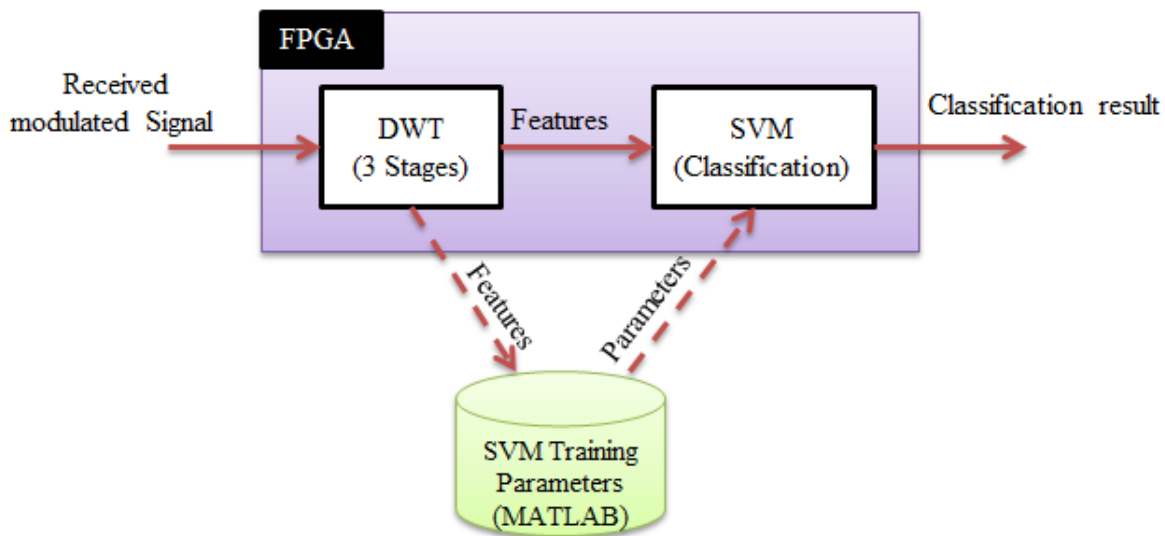 FPGA
Received
modulated Signal
DWT
(3 Stages)
Features
SVM
(Classification)
Classification result
Features
Parameters
SVM Training
Parameters
(MATLAB)